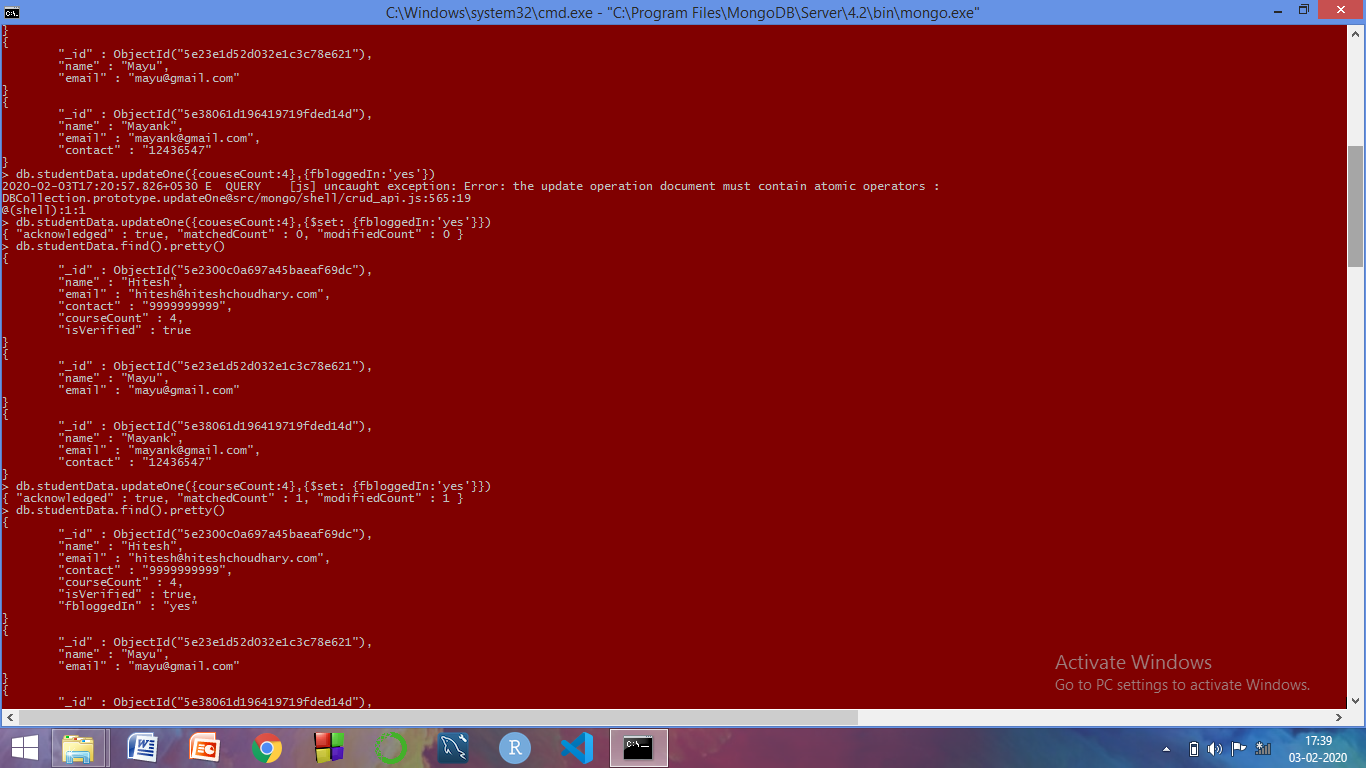 C:\Windows\system32\cmd.exe - "C:\Program Files\MongoDB\Server\4.2\bin\mongo.exe"
}
{
"_id" : ObjectId("5e23e1d52d032e1c3c78e621"),
"name" : "Mayu",
"email" : "mayu@gmail.com"
}
{
"_id" : ObjectId("5e38061d196419719fded14d"),
"name" : "Mayank",
"email" : "mayank@gmail.com",
"contact" : "12436547"
}
> db.studentData.updateOne({coueseCount:4},{fbloggedIn:'yes'})
2020-02-03T17:20:57.826+0530 E  QUERY    [js] uncaught exception: Error: the update operation document must contain atomic operators :
DBCollection.prototype.updateOne@src/mongo/shell/crud_api.js:565:19
@(shell):1:1
> db.studentData.updateOne({coueseCount:4},{$set: {fbloggedIn:'yes'}})
{ "acknowledged" : true, "matchedCount" : 0, "modifiedCount" : 0 }
> db.studentData.find().pretty()
{
"_id" : ObjectId("5e2300c0a697a45baeaf69dc"),
"name" : "Hitesh",
"email" : "hitesh@hiteshchoudhary.com",
"contact" : "9999999999",
"courseCount" : 4,
"isVerified" : true
}
{
"_id" : ObjectId("5e23e1d52d032e1c3c78e621"),
"name" : "Mayu",
"email" : "mayu@gmail.com"
}
{
"_id" : ObjectId("5e38061d196419719fded14d"),
"name" : "Mayank",
"email" : "mayank@gmail.com",
"contact" : "12436547"
}
> db.studentData.updateOne({courseCount:4},{$set: {fbloggedIn:'yes'}})
{ "acknowledged" : true, "matchedCount" : 1, "modifiedCount" : 1 }
> db.studentData.find().pretty()
{
"_id" : ObjectId("5e2300c0a697a45baeaf69dc"),
"name" : "Hitesh",
"email" : "hitesh@hiteshchoudhary.com",
"contact" : "9999999999",
"courseCount" : 4,
"isVerified" : true,
"fbloggedIn" : "yes"
}
{
"_id" : ObjectId("5e23e1d52d032e1c3c78e621"),
"name" : "Mayu",
"email" : "mayu@gmail.com"
}
{
"_id" : ObjectId("5e38061d196419719fded14d"),
Activate Windows
Go to PC settings to activate Windows.
17:39
03-02-2020